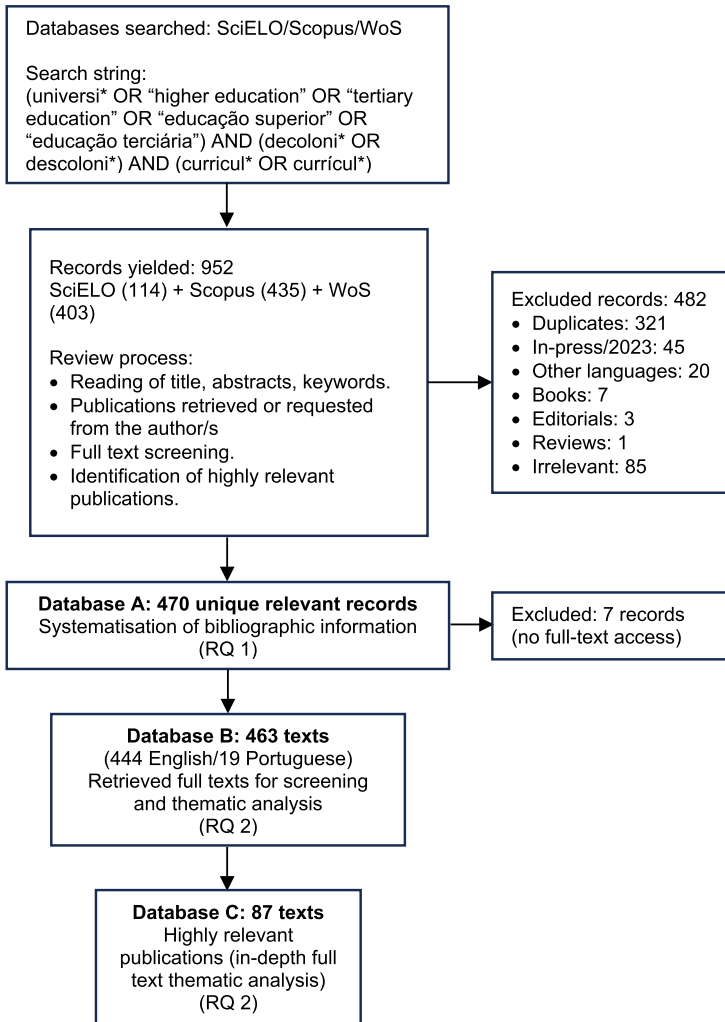 Databases searched: SciELO/Scopus/WoS
Search string:
(universi* OR “higher education” OR “tertiary
education” OR “educação superior” OR
“educação terciária”) AND (decoloni* OR
descoloni*) AND (curricul* OR currícul*)
Records yielded: 952
SciELO (114) + Scopus (435) + WoS
(403)
Review process:
• Reading of title, abstracts, keywords.
• Publications retrieved or requested
from the author/s
• Full text screening.
• Identification of highly relevant
publications.
Excluded records: 482
• Duplicates: 321
• In-press/2023: 45
• Other languages: 20
• Books: 7
• Editorials: 3
• Reviews: 1
• Irrelevant: 85
Database A: 470 unique relevant records
Systematisation of bibliographic information
(RQ 1)
Excluded: 7 records
(no full-text access)
Database B: 463 texts
(444 English/19 Portuguese)
Retrieved full texts for screening
and thematic analysis
(RQ 2)
Database C: 87 texts
Highly relevant
publications (in-depth full
text thematic analysis)
(RQ 2)